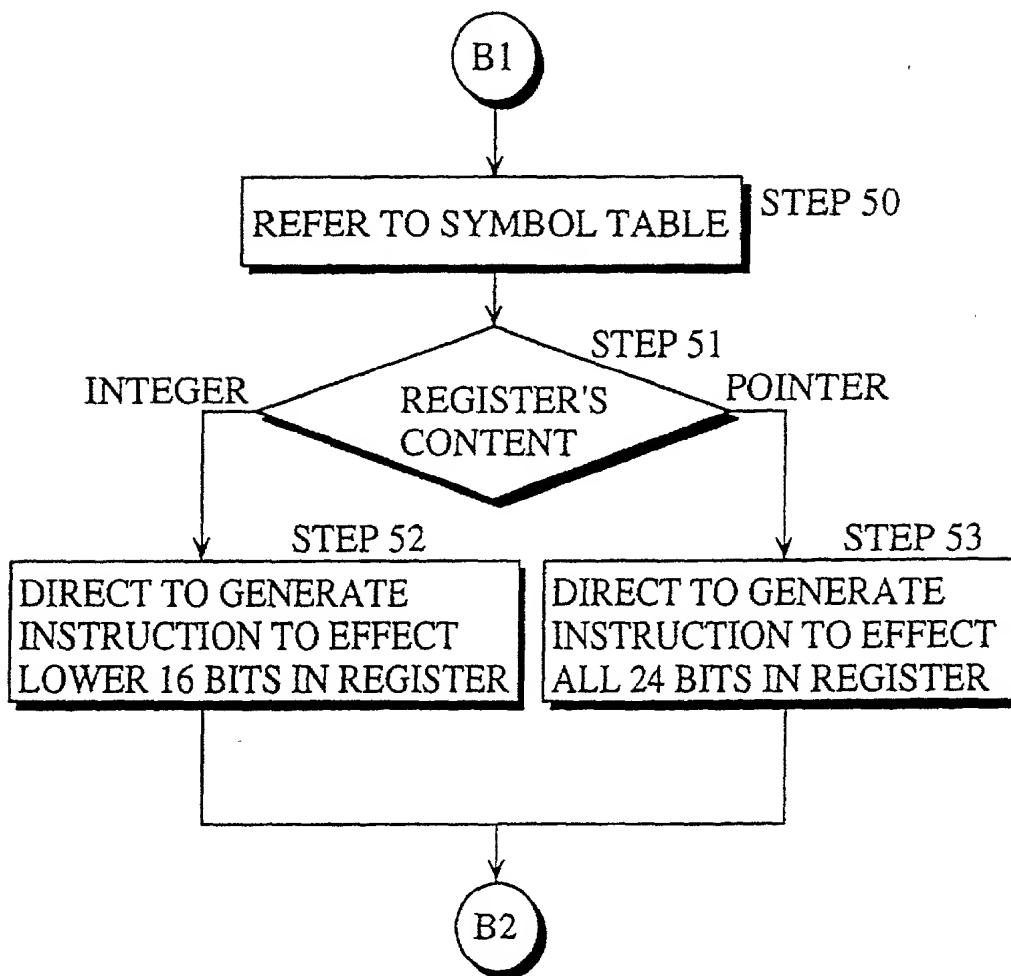 B1
STEP 50
REFER TO SYMBOL TABLE
STEP 51
INTEGER
REGISTER'S
CONTENT
POINTER
STEP 52
DIRECT TO GENERATE
INSTRUCTION TO EFFECT
LOWER 16 BITS IN REGISTER
STEP 53
DIRECT TO GENERATE
INSTRUCTION TO EFFECT
ALL 24 BITS IN REGISTER
B2